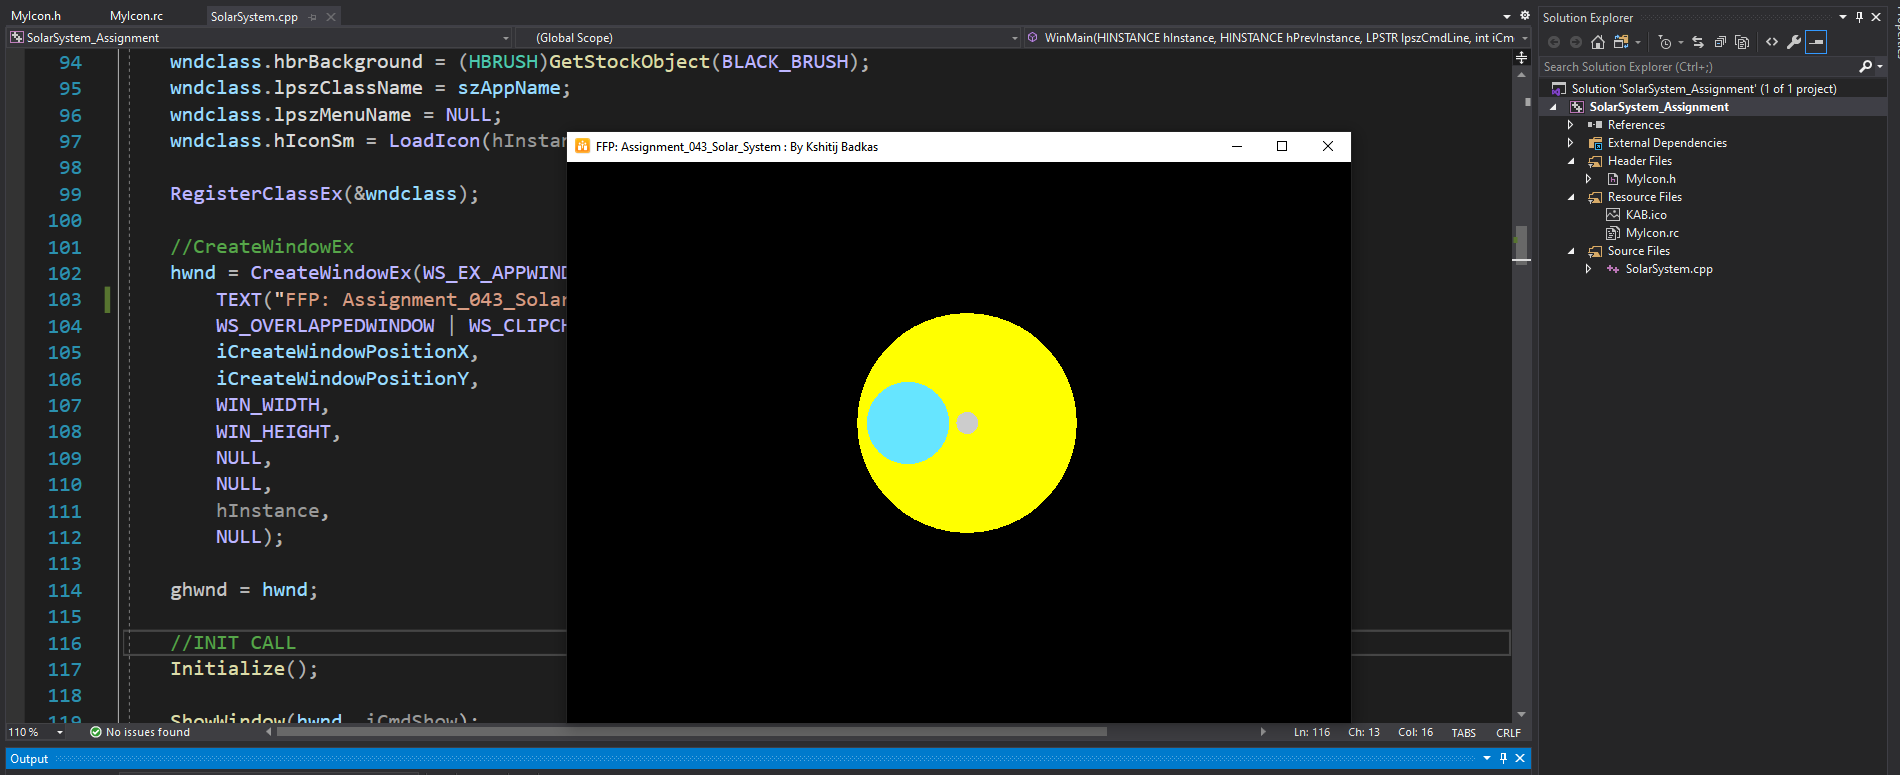 MyIcon.h MyIcon.rc SolarSystem.cpp
SolarSystem_Assignment (Global Scope) WinMain(HINSTANCE hInstance, HINSTANCE hPrevInstance, LPSTR lpszCmdLine, int iCm
94 wndclass.hbrBackground = (HBRUSH)GetStockObject(BLACK_BRUSH);
95 wndclass.lpszClassName = szAppName;
96 wndclass.lpszMenuName = NULL;
97 wndclass.hIconSm = LoadIcon(hInstan
98
99 RegisterClassEx(&wndclass);
100
101 //CreateWindowEx
102 hwnd = CreateWindowEx(WS_EX_APPWIND
103 TEXT("FFP: Assignment_043_Solar
104 WS_OVERLAPPEDWINDOW | WS_CLIPCH
105 iCreateWindowPositionX,
106 iCreateWindowPositionY,
107 WIN_WIDTH,
108 WIN_HEIGHT,
109 NULL,
110 NULL,
111 hInstance,
112 NULL);
113
114 ghwnd = hwnd;
115
116 //INIT CALL
117 Initialize();
118
119 ShowWindow(hwnd, iCmdShow);
FFP: Assignment_043_Solar_System : By Kshitij Badkas
110 % No issues found Ln: 116 Ch: 13 Col: 16 TABS CRLF
Output
Solution Explorer
Search Solution Explorer (Ctrl+;)
Solution 'SolarSystem_Assignment' (1 of 1 project)
SolarSystem_Assignment
References
External Dependencies
Header Files
MyIcon.h
Resource Files
KAB.ico
MyIcon.rc
Source Files
SolarSystem.cpp